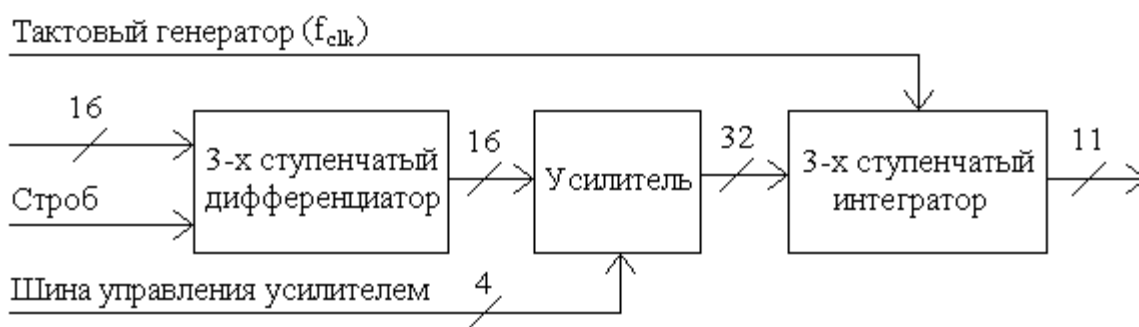 Тактовый генератор (fclk)
16
Строб
3-х ступенчатый
дифференциатор
16
Усилитель
32
3-х ступенчатый
интегратор
11
Шина управления усилителем
4